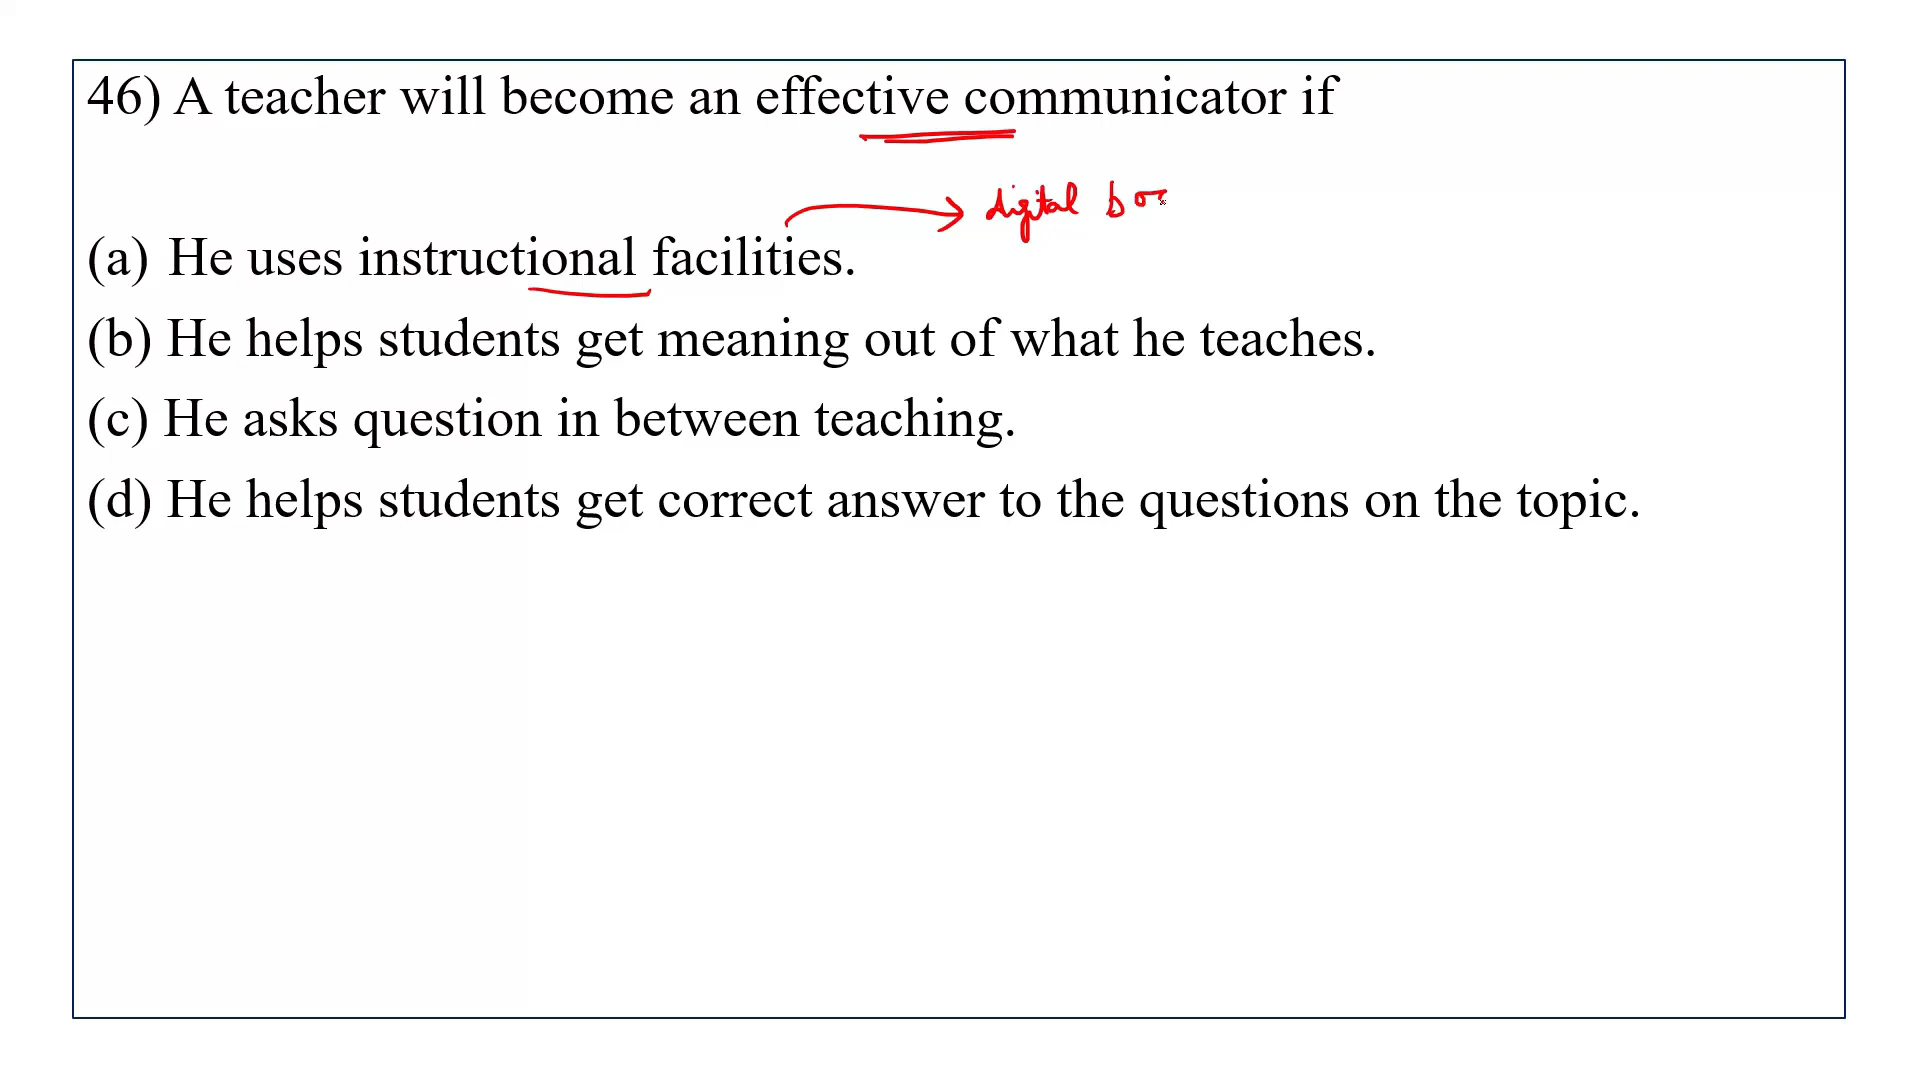 46) A teacher will become an effective communicator if
digital
(a) He uses instructional facilities.
(b) He helps students get meaning out of what he teaches.
(c) He asks question in between teaching.
(d) He helps students get correct answer to the questions on the topic.